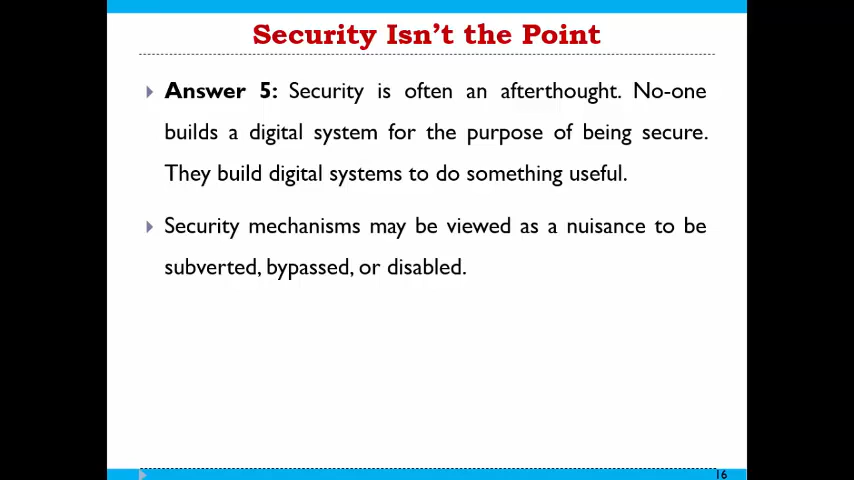 Security Isn't the Point
Answer 5: Security is often an afterthought. No-one
builds a digital system for the purpose of being secure.
They build digital systems to do something useful.
Security mechanisms may be viewed as a nuisance to be
subverted, bypassed, or disabled.
16